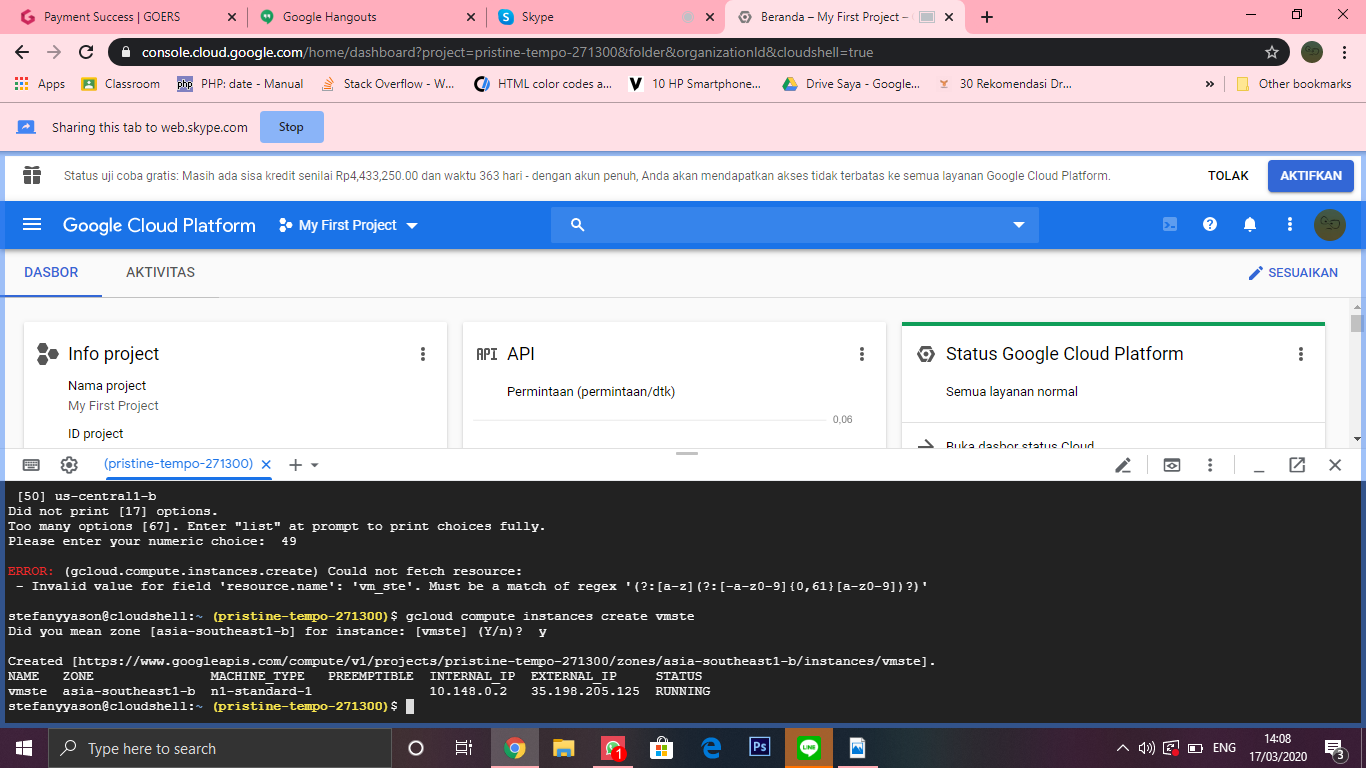 Payment Success | GOERS
Google Hangouts
Skype
Beranda – My First Project –
console.cloud.google.com/home/dashboard?project=pristine-tempo-271300&folder&organizationId&cloudshell=true
Apps
Classroom
php
PHP: date - Manual
Stack Overflow - W...
HTML color codes a...
10 HP Smartphone...
Drive Saya - Google...
30 Rekomendasi Dr...
»
Other bookmarks
Sharing this tab to web.skype.com
Stop
Status uji coba gratis: Masih ada sisa kredit senilai Rp4,433,250.00 dan waktu 363 hari - dengan akun penuh, Anda akan mendapatkan akses tidak terbatas ke semua layanan Google Cloud Platform.
TOLAK
AKTIFKAN
Google Cloud Platform
My First Project
DASBOR
AKTIVITAS
SESUAIKAN
Info project
Nama project
My First Project
ID project
API
API
Permintaan (permintaan/dtk)
0,06
Status Google Cloud Platform
Semua layanan normal
Buka dasbor status Cloud
(pristine-tempo-271300)
[50] us-central1-b
Did not print [17] options.
Too many options [67]. Enter "list" at prompt to print choices fully.
Please enter your numeric choice:  49
ERROR: (gcloud.compute.instances.create) Could not fetch resource:
- Invalid value for field 'resource.name': 'vm_ste'. Must be a match of regex '(?:[a-z](?:[-a-z0-9]{0,61}[a-z0-9])?)'
stefanyyason@cloudshell:~ (pristine-tempo-271300)$ gcloud compute instances create vmste
Did you mean zone [asia-southeast1-b] for instance: [vmste] (Y/n)?  y
Created [https://www.googleapis.com/compute/v1/projects/pristine-tempo-271300/zones/asia-southeast1-b/instances/vmste].
NAME   ZONE               MACHINE_TYPE   PREEMPTIBLE  INTERNAL_IP  EXTERNAL_IP     STATUS
vmste  asia-southeast1-b  n1-standard-1               10.148.0.2   35.198.205.125  RUNNING
stefanyyason@cloudshell:~ (pristine-tempo-271300)$
Type here to search
1
Ps
LINE
ENG
14:08
17/03/2020
3